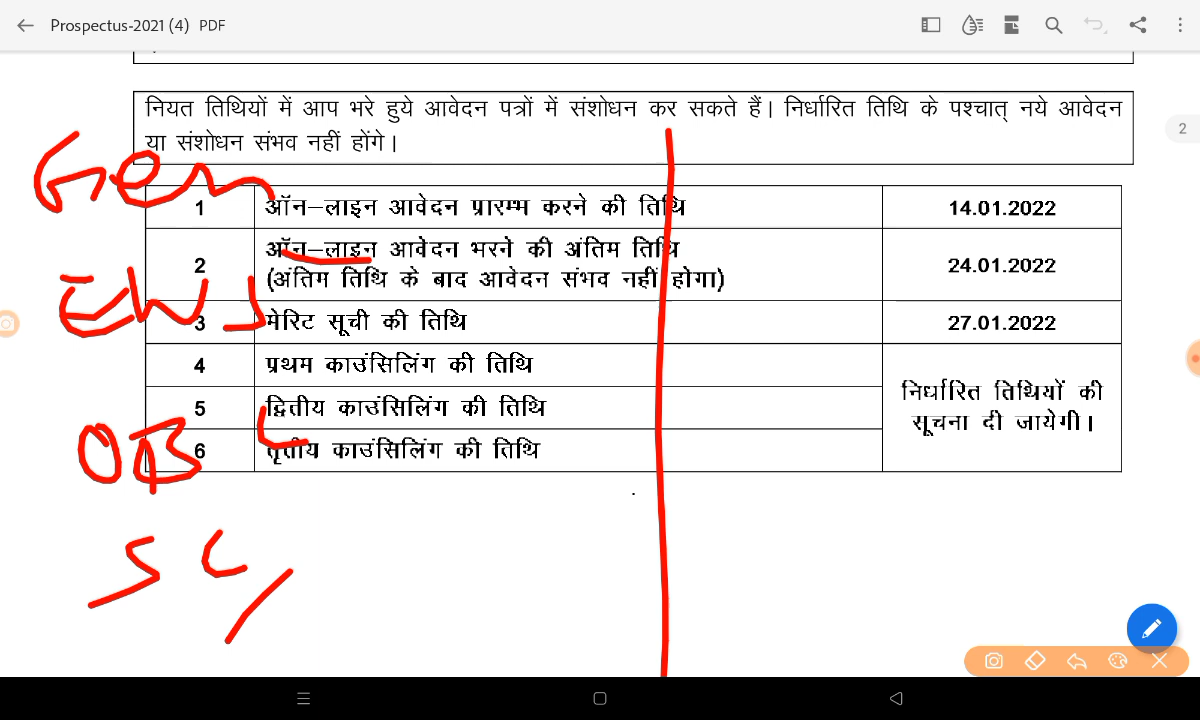 Prospectus-2021 (4) PDF
नियत तिथियों में आप भरे हुये आवेदन पत्रों में संशोधन कर सकते हैं। निर्धारित तिथि के पश्चात् नये आवेदन
या संशोधन संभव नहीं होंगे।
2
Gen
1 ऑन–लाइन आवेदन प्रारम्भ करने की तिथि 14.01.2022
2 ऑन–लाइन आवेदन भरने की अंतिम तिथि 24.01.2022
(अंतिम तिथि के बाद आवेदन संभव नहीं होगा)
EWS
3 मेरिट सूची की तिथि 27.01.2022
4 प्रथम काउंसिलिंग की तिथि निर्धारित तिथियों की
5 द्वितीय काउंसिलिंग की तिथि सूचना दी जायेगी।
OBC
6 तृतीय काउंसिलिंग की तिथि
SC/